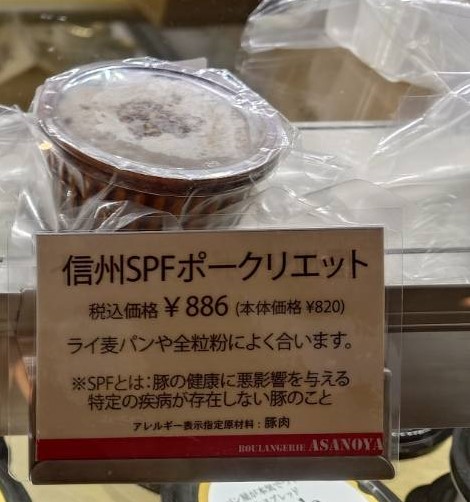 信州SPFポークリエット
税込価格 ¥886 (本体価格 ¥820)
ライ麦パンや全粒粉によく合います。
※SPFとは:豚の健康に悪影響を与える
特定の疾病が存在しない豚のこと
アレルギー表示指定原材料:豚肉
BOULANGERIE ASANOYA